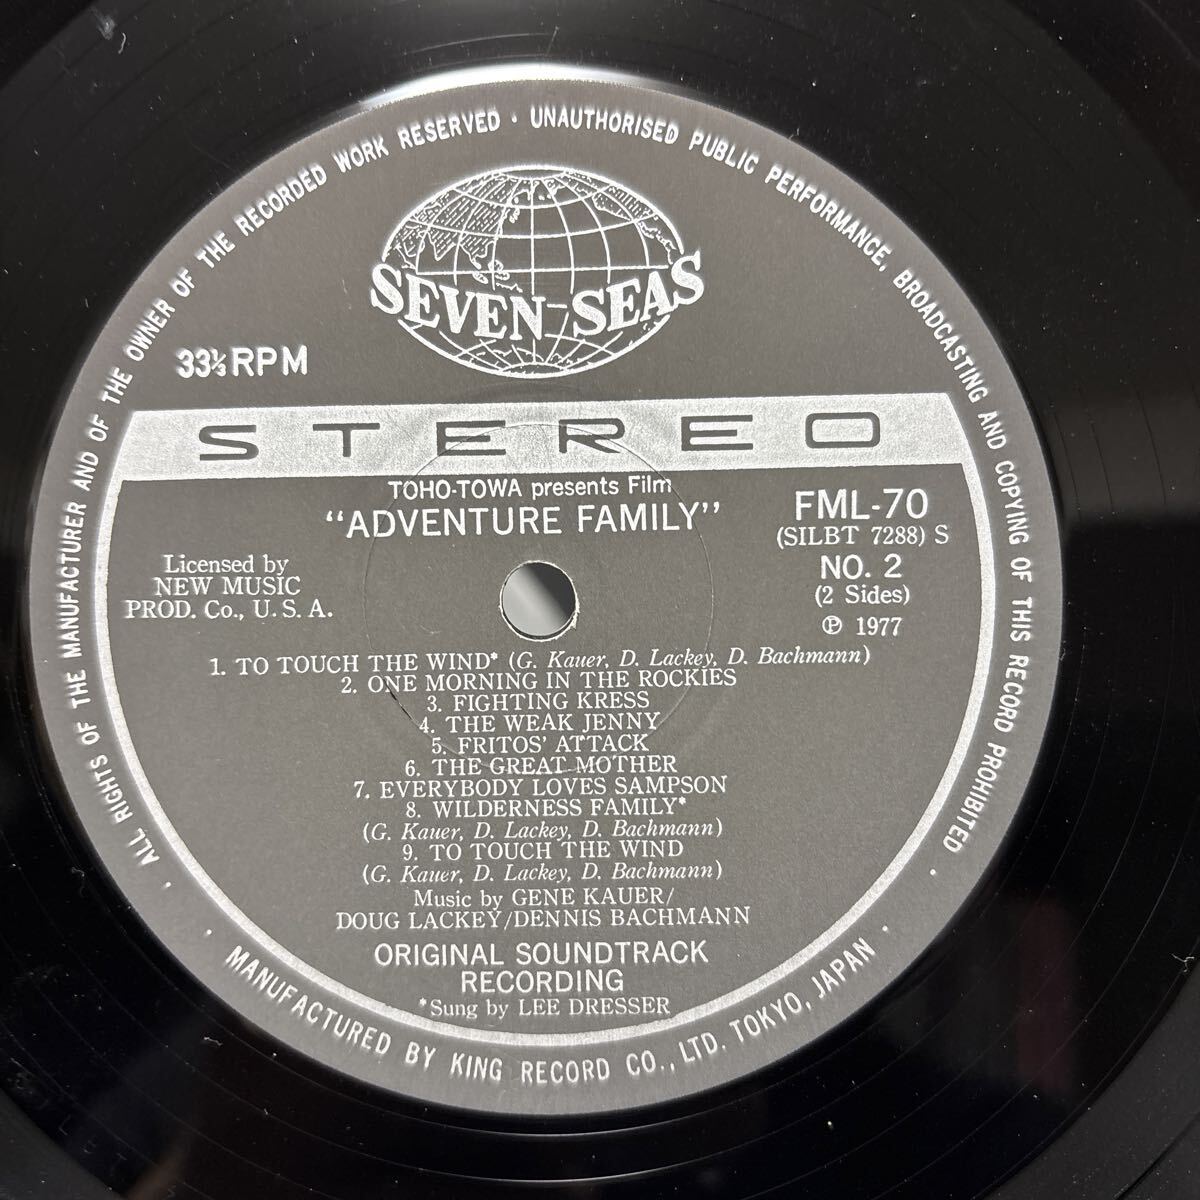 ALL RIGHTS OF THE MANUFACTURER AND OF THE OWNER OF THE RECORDED WORK RESERVED · UNAUTHORISED PUBLIC PERFORMANCE, BROADCASTING AND COPYING OF THIS RECORD PROHIBITED ·
SEVEN SEAS
33⅓ RPM
STEREO
TOHO-TOWA presents Film
"ADVENTURE FAMILY"
FML-70
(SILBT 7288) S
NO. 2
(2 Sides)
℗ 1977
Licensed by
NEW MUSIC
PROD. Co., U. S. A.
1. TO TOUCH THE WIND* (G. Kauer, D. Lackey, D. Bachmann)
2. ONE MORNING IN THE ROCKIES
3. FIGHTING KRESS
4. THE WEAK JENNY
5. FRITOS' ATTACK
6. THE GREAT MOTHER
7. EVERYBODY LOVES SAMPSON
8. WILDERNESS FAMILY*
(G. Kauer, D. Lackey, D. Bachmann)
9. TO TOUCH THE WIND
(G. Kauer, D. Lackey, D. Bachmann)
Music by GENE KAUER/
DOUG LACKEY/DENNIS BACHMANN
ORIGINAL SOUNDTRACK
RECORDING
*Sung by LEE DRESSER
· MANUFACTURED BY KING RECORD CO., LTD. TOKYO, JAPAN ·